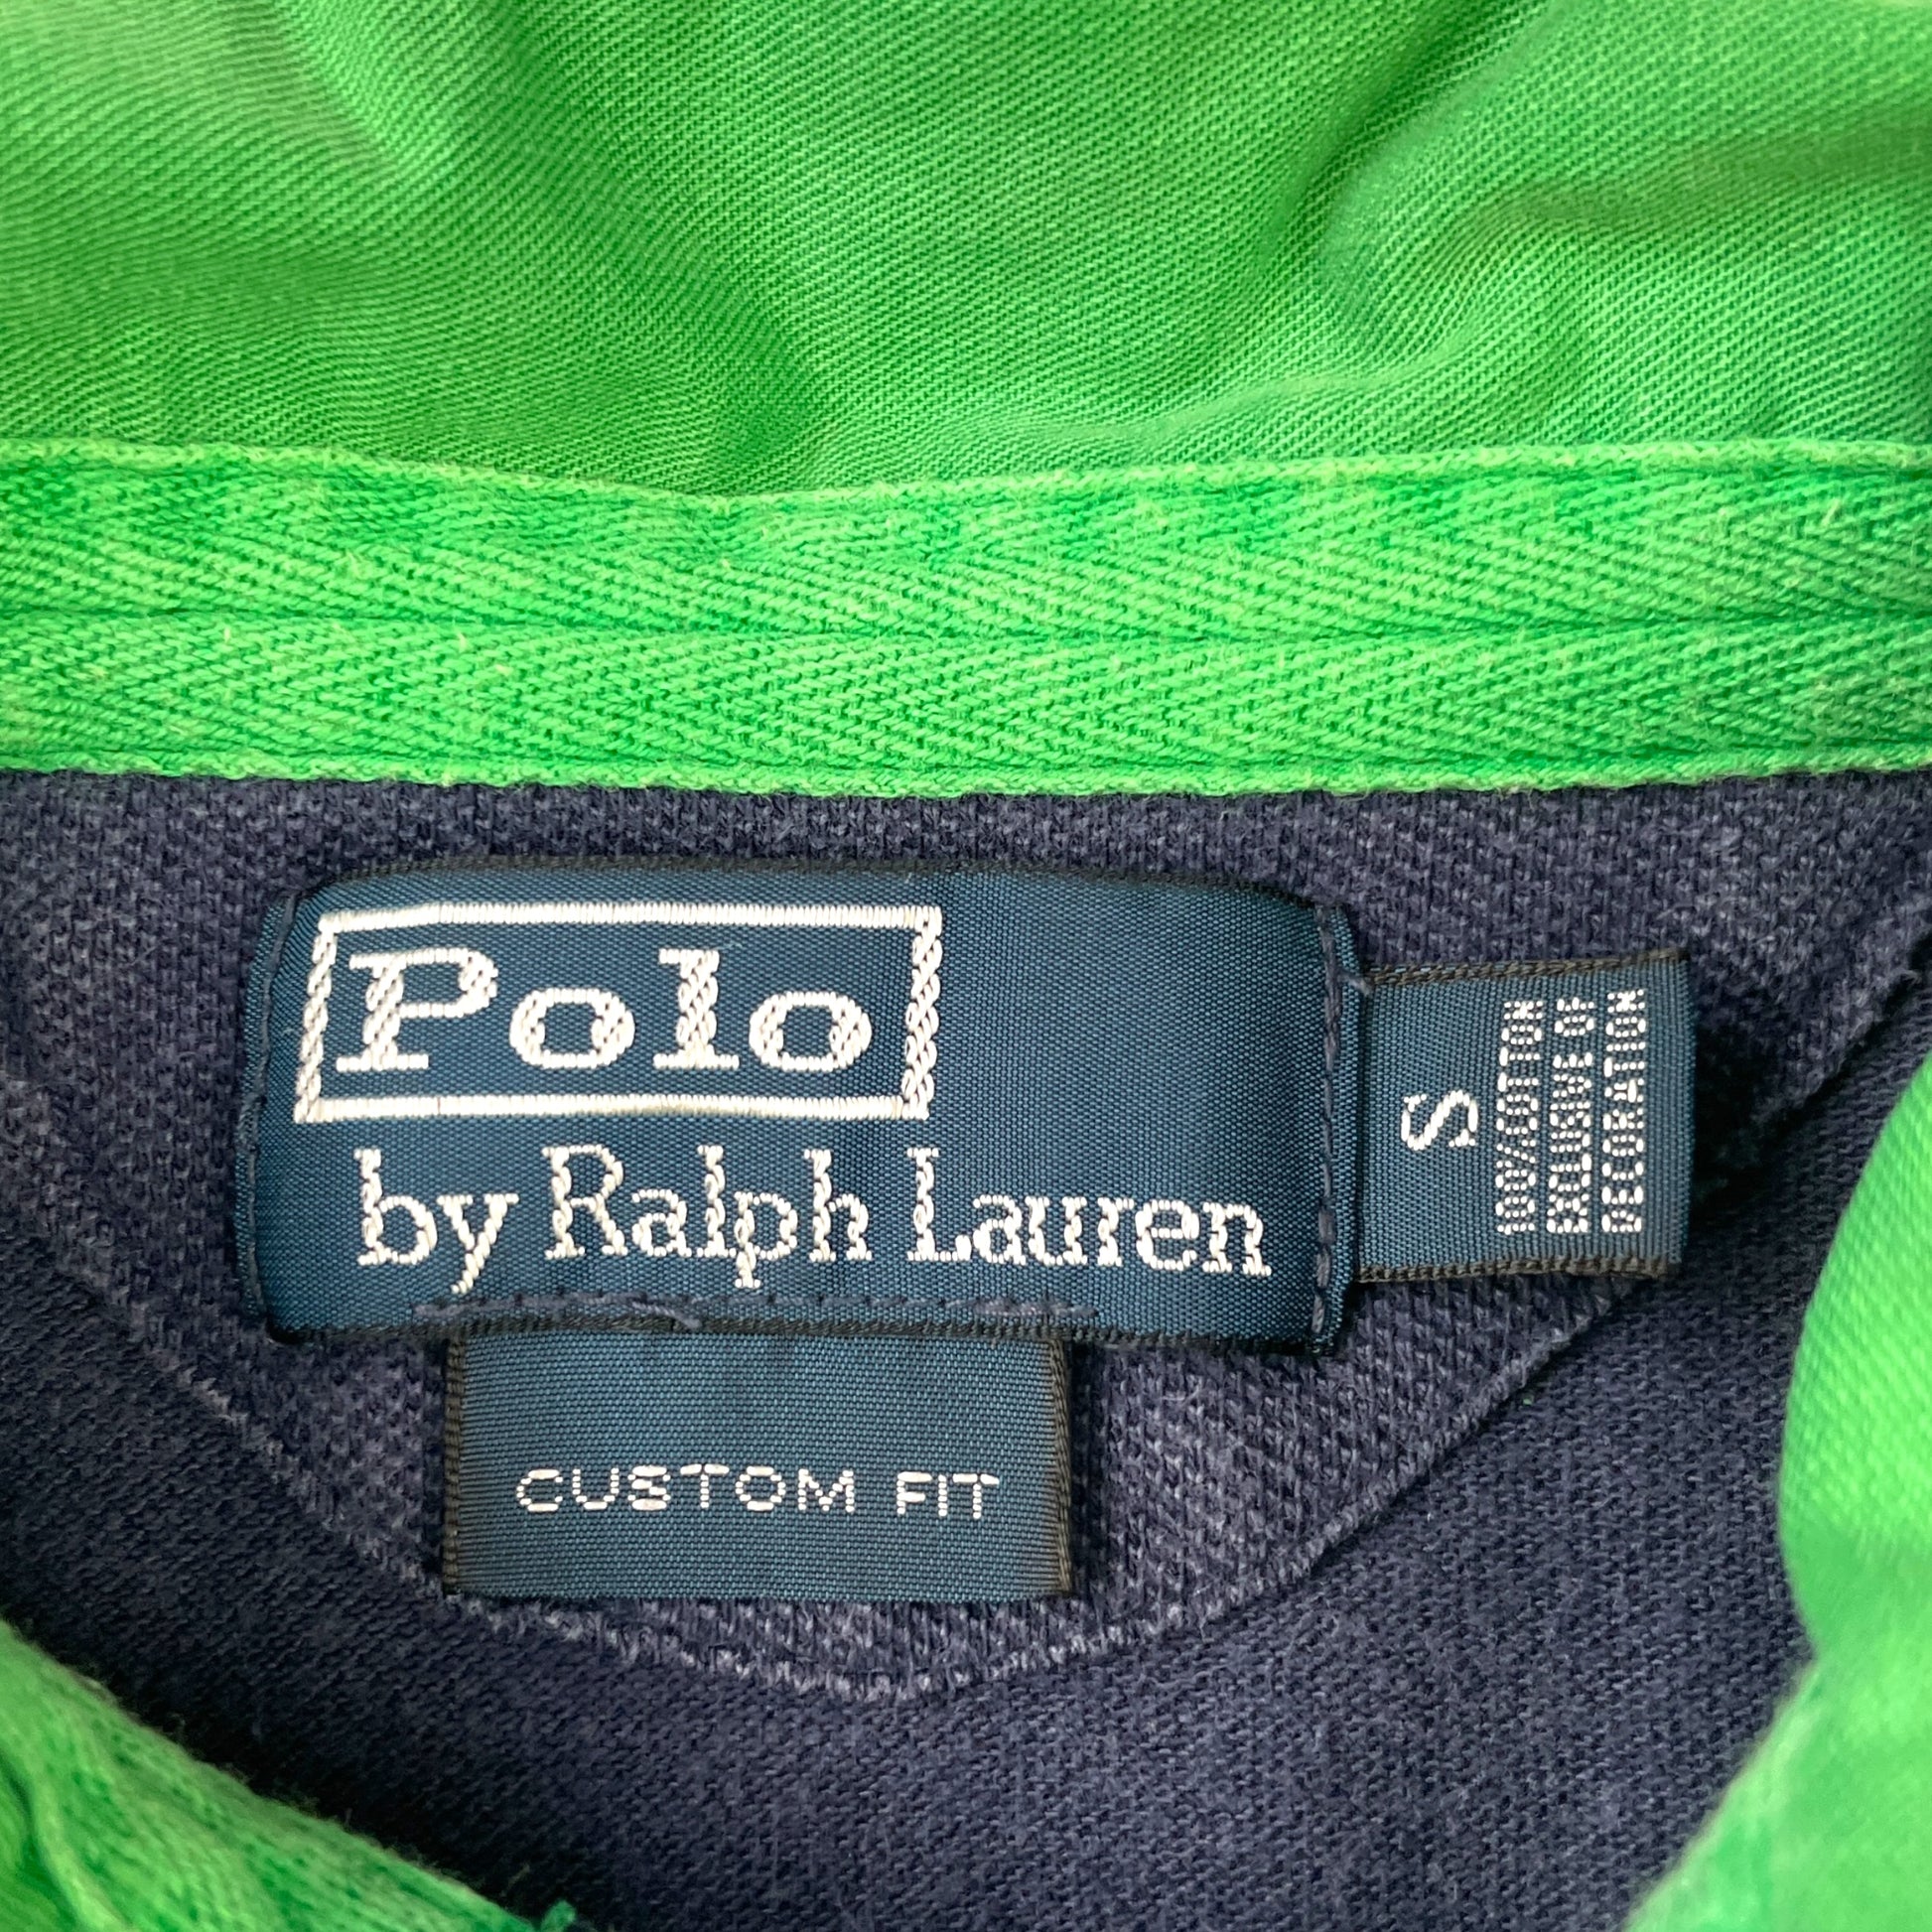 Polo
by Ralph Lauren
S
100% COTTON
EXCLUSIVE OF
DECORATION
CUSTOM FIT